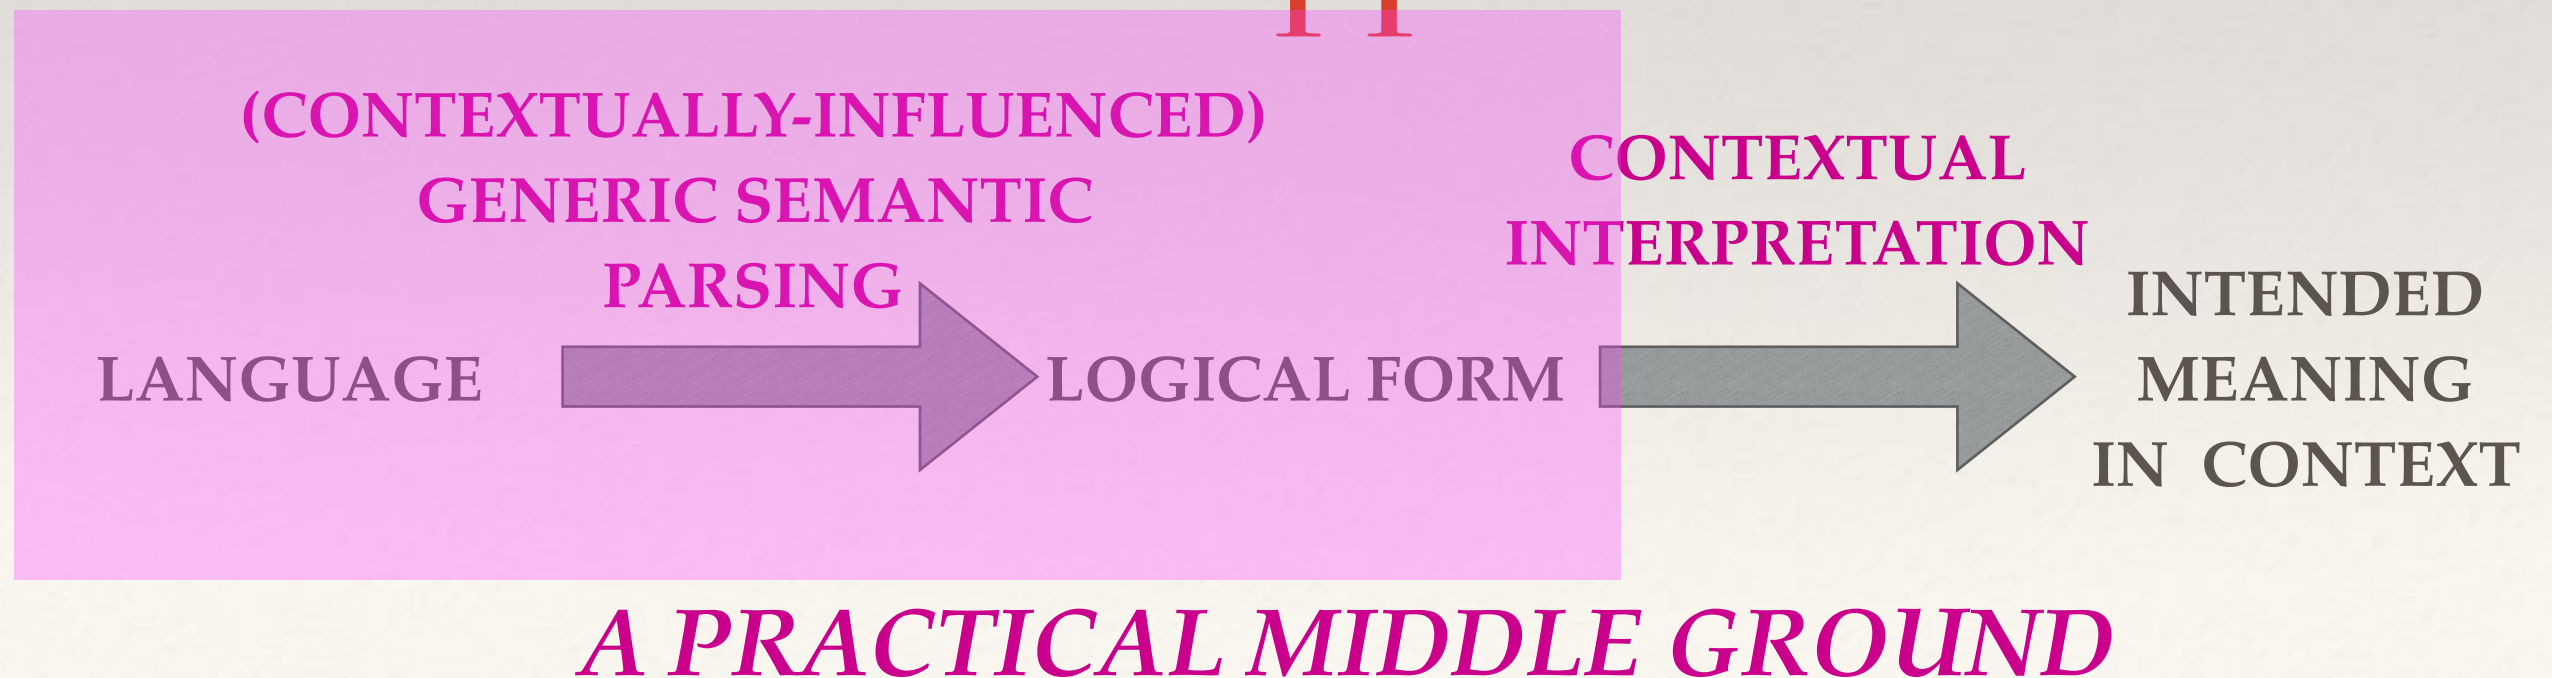 (CONTEXTUALLY-INFLUENCED)
GENERIC SEMANTIC
PARSING
CONTEXTUAL
INTERPRETATION
LANGUAGE
LOGICAL FORM
INTENDED
MEANING
IN CONTEXT
A PRACTICAL MIDDLE GROUND